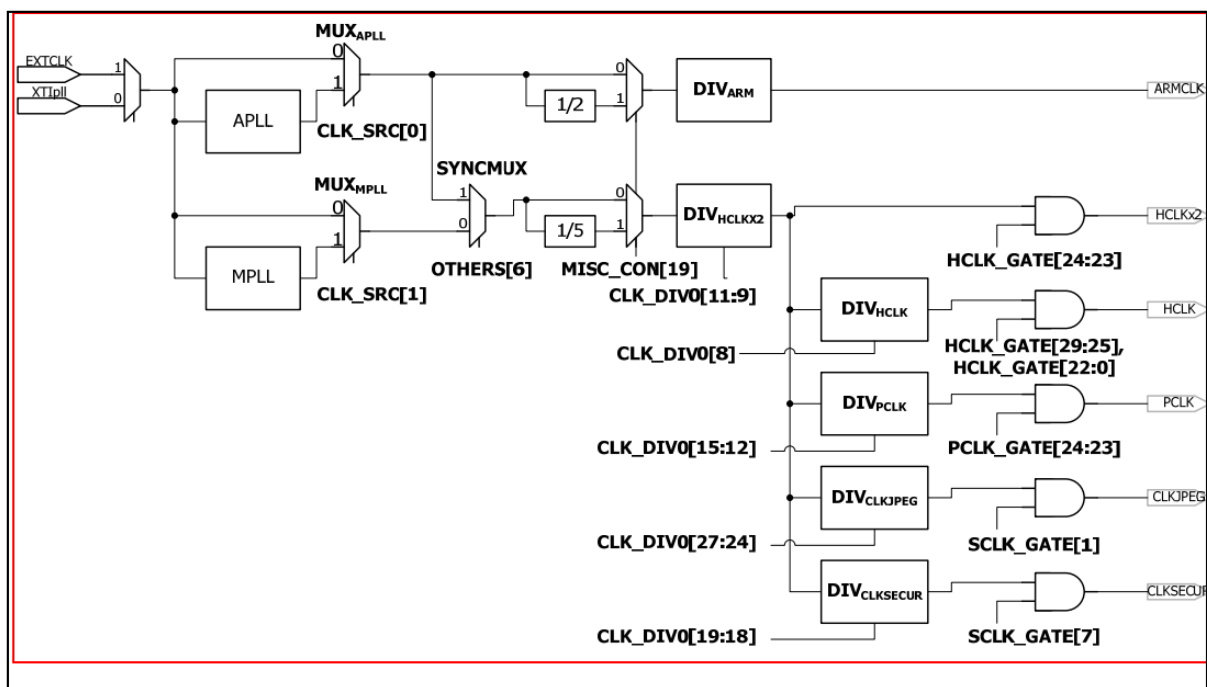 MUXAPLL
EXTCLK
1
0
XTIpll
0
1
APLL
CLK_SRC[0]
0
1/2
1
DIVARM
ARMCLK
MUXMPLL
0
1
MPLL
CLK_SRC[1]
SYNCMUX
1
0
OTHERS[6]
0
1/5
1
MISC_CON[19]
DIVHCLKX2
CLK_DIV0[11:9]
HCLKx2
HCLK_GATE[24:23]
DIVHCLK
CLK_DIV0[8]
HCLK
HCLK_GATE[29:25],
HCLK_GATE[22:0]
DIVPCLK
PCLK
CLK_DIV0[15:12]
PCLK_GATE[24:23]
DIVCLKJPEG
CLKJPEG
CLK_DIV0[27:24]
SCLK_GATE[1]
DIVCLKSECUR
CLKSECUR
CLK_DIV0[19:18]
SCLK_GATE[7]